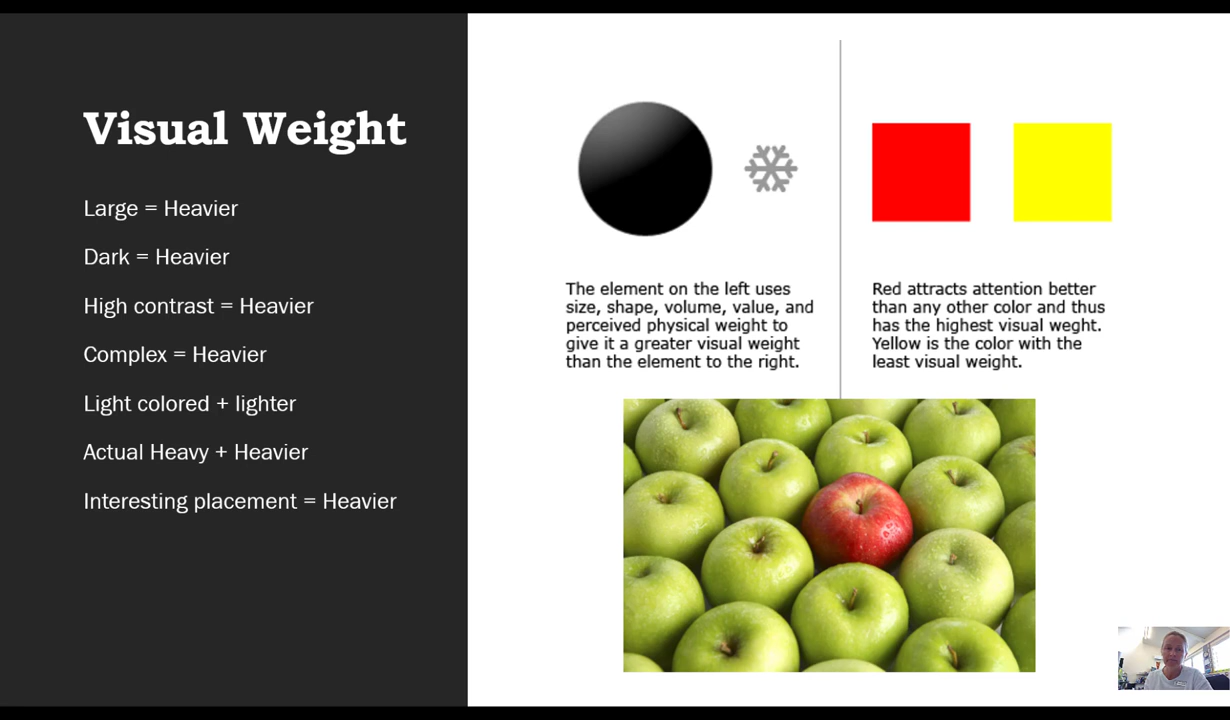 Visual Weight
Large = Heavier
Dark = Heavier
High contrast = Heavier
Complex = Heavier
Light colored + lighter
Actual Heavy + Heavier
Interesting placement = Heavier
The element on the left uses
size, shape, volume, value, and
perceived physical weight to
give it a greater visual weight
than the element to the right.
Red attracts attention better
than any other color and thus
has the highest visual weght.
Yellow is the color with the
least visual weight.